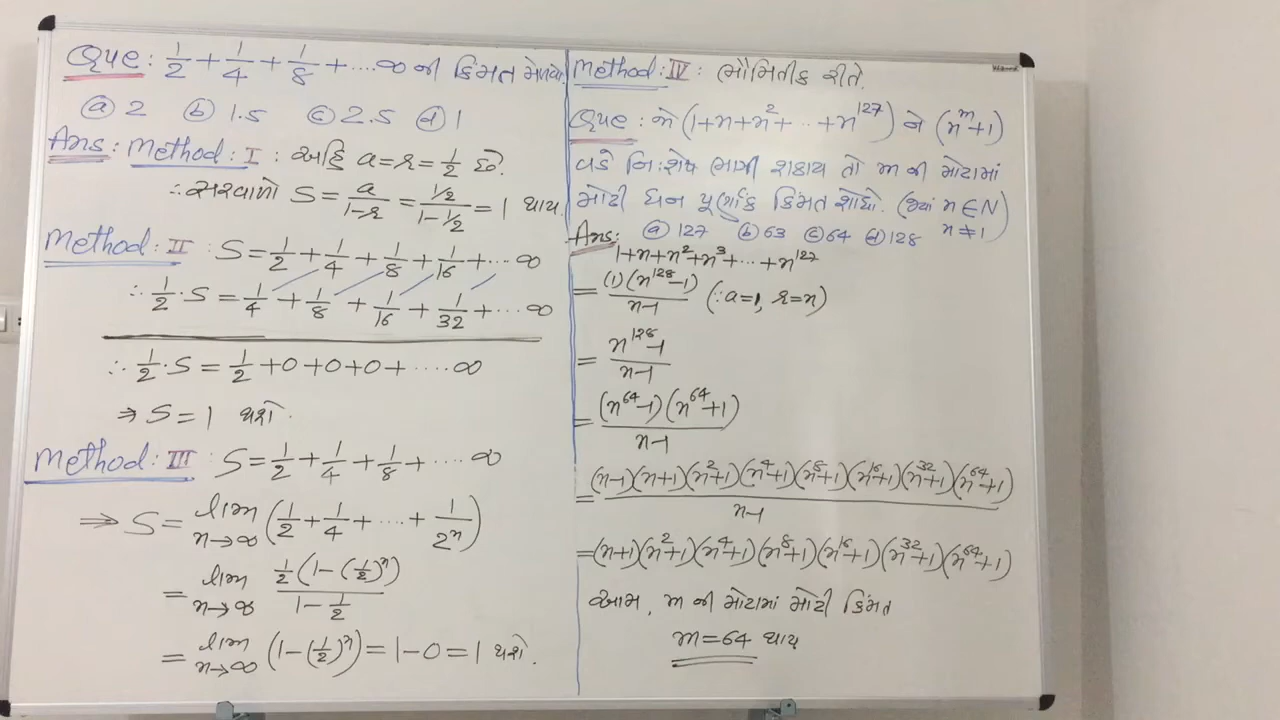 Que: 1/2 + 1/4 + 1/8 + ....∞ ની કિંમત મેળવો
ⓐ 2 ⓑ 1.5 ⓒ 2.5 ⓓ 1
Ans: Method: I : અહિ a=r=1/2 છે.
∴ સરવાળો S = a/(1-r) = (1/2)/(1-1/2) = 1 થાય.
Method: II : S = 1/2 + 1/4 + 1/8 + 1/16 + ... ∞
∴ 1/2 · S = 1/4 + 1/8 + 1/16 + 1/32 + .... ∞
∴ 1/2 · S = 1/2 + 0 + 0 + 0 + ..... ∞
⇒ S = 1 થશે.
Method: III : S = 1/2 + 1/4 + 1/8 + .... ∞
⇒ S = lim n→∞ (1/2 + 1/4 + ... + 1/2^n)
= lim n→∞ (1/2 (1-(1/2)^n))/(1-1/2)
= lim n→∞ (1-(1/2)^n) = 1-0 = 1 થશે.
Method: IV : ભૌમિતીક રીતે.
Que: જો (1+n+n^2+...+n^127) ને (n^m+1)
વડે નિ:શેષ ભાગી શકાય તો m ની મોટામાં
મોટી ધન પૂર્ણાંક કિંમત શોધો. (જ્યાં n∈N
n≠1)
Ans: ⓐ 127 ⓑ 63 ⓒ 64 ⓓ 128
1+n+n^2+n^3+...+n^127
= (1)(n^128-1)/(n-1) (∵ a=1, r=n)
= (n^128-1)/(n-1)
= (n^64-1)(n^64+1)/(n-1)
= (n-1)(n+1)(n^2+1)(n^4+1)(n^8+1)(n^16+1)(n^32+1)(n^64+1)/(n-1)
= (n+1)(n^2+1)(n^4+1)(n^8+1)(n^16+1)(n^32+1)(n^64+1)
આમ, m ની મોટામાં મોટી કિંમત
m=64 થાય